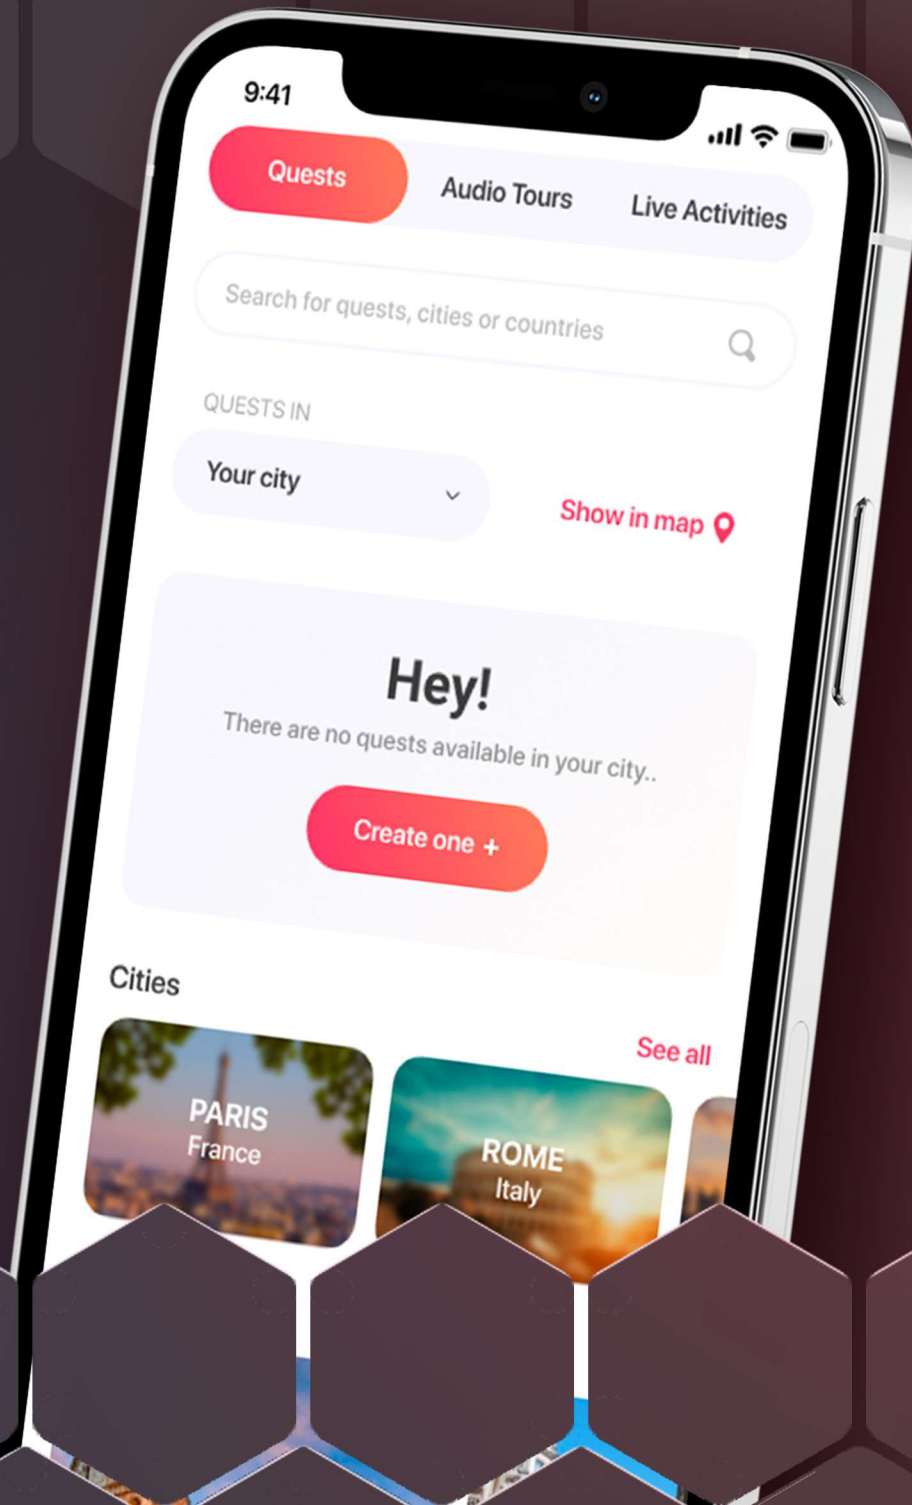 9:41
Quests
Audio Tours
Live Activities
Search for quests, cities or countries
QUESTS IN
Your city
Show in map
Hey!
There are no quests available in your city..
Create one +
Cities
See all
PARIS
France
ROME
Italy